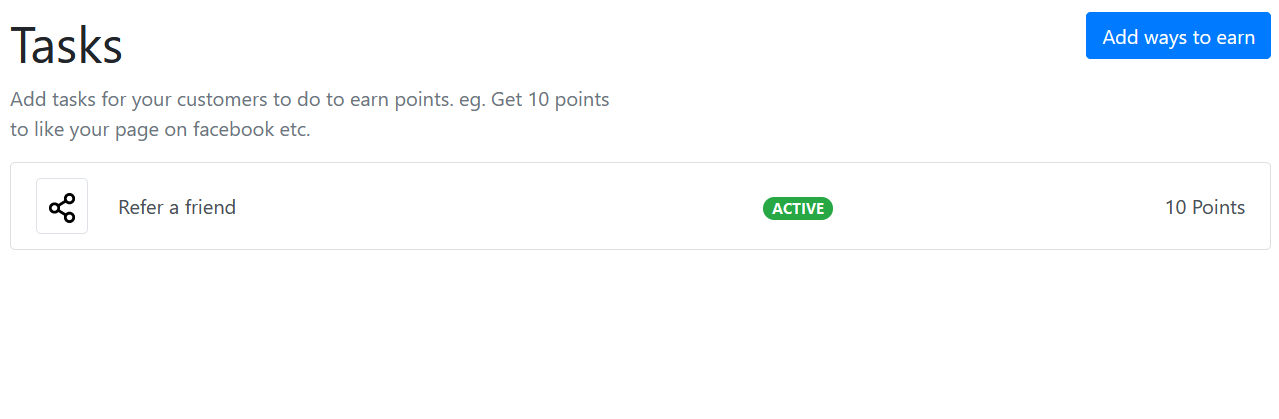 Tasks
Add ways to earn
Add tasks for your customers to do to earn points. eg. Get 10 points
to like your page on facebook etc.
Refer a friend
ACTIVE
10 Points